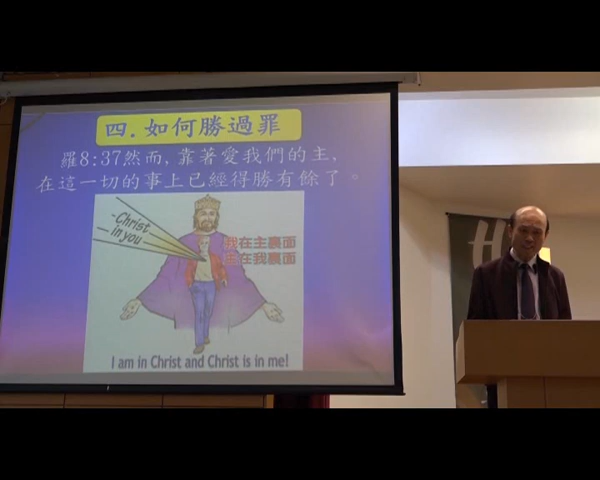 四.如何勝過罪
羅8:37然而,靠著愛我們的主,
在這一切的事上已經得勝有餘了。
-Christ
in you
我在主裏面
主在我裏面
I am in Christ and Christ is in me!
H